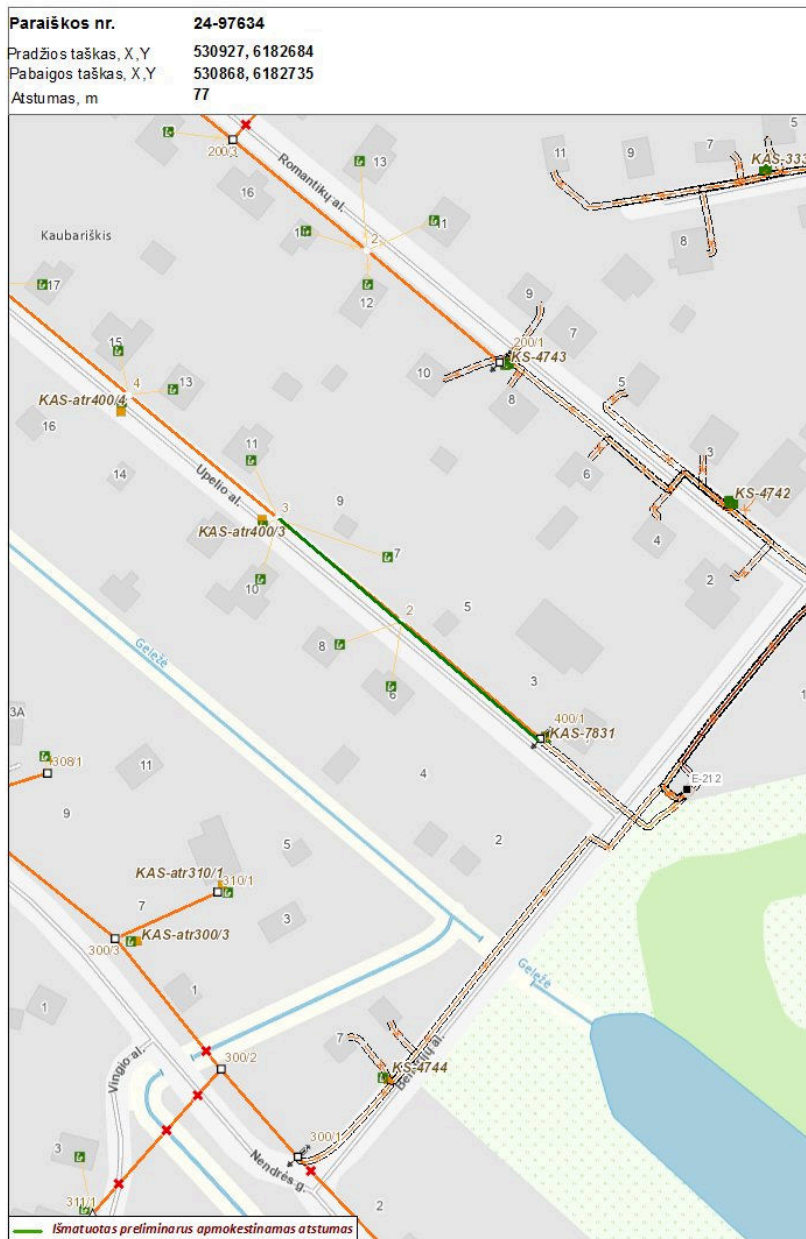 Paraiškos nr. 24-97634
Pradžios taškas, X,Y 530927, 6182684
Pabaigos taškas, X,Y 530868, 6182735
Atstumas, m 77
5
11
9
7
KAS-333
200/3
13
Romantikų al.
16
11
8
Kaubariškis
1
2
12
17
9
7
200/1
KS-4743
15
10
13
4
5
KAS-atr400/4
8
16
11
3
6
KS-4742
14
Upelio al.
3
9
4
KAS-atr400/3
7
2
10
2
5
8
Geležė
6
3
3A
400/1
KAS-7831
308/1
11
4
E-212
9
2
5
KAS-atr310/1
310/1
7
3
KAS-atr300/3
300/3
Geležė
1
1
7
Vingio al.
300/2
KS-4744
300/1
3
Nendrės g.
311/1
2
Išmatuotas preliminarus apmokestinamas atstumas